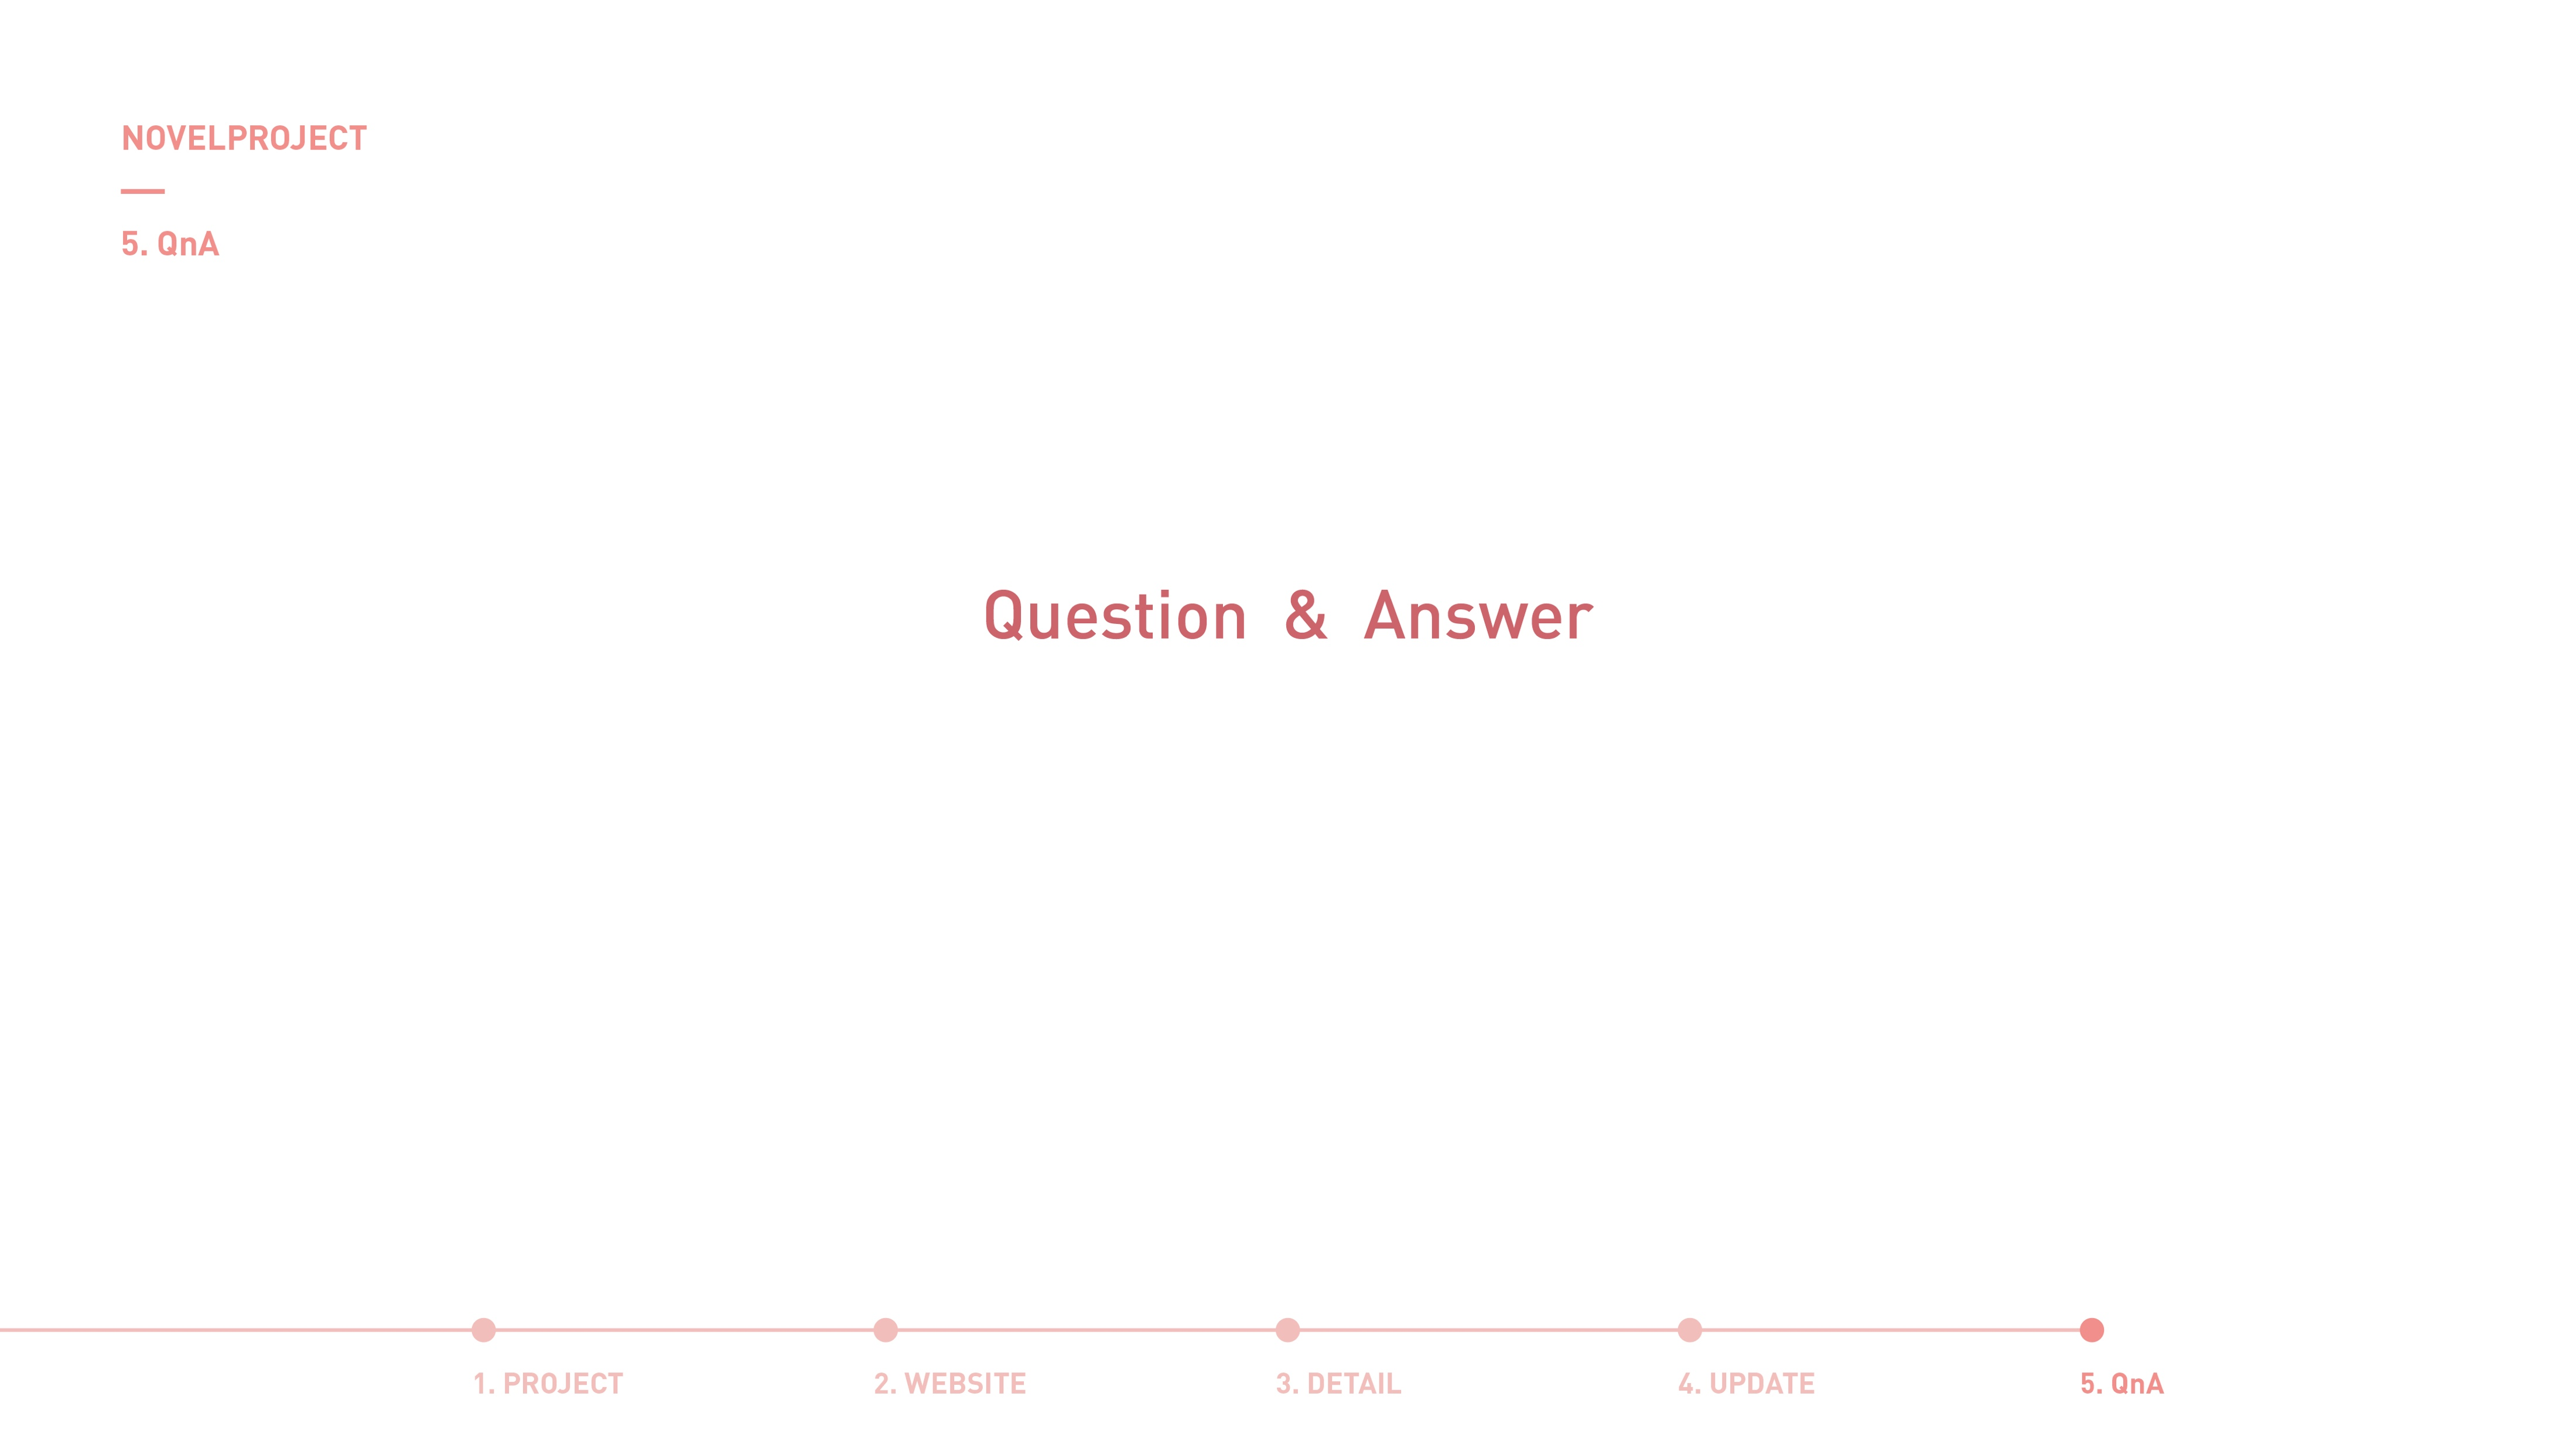 NOVELPROJECT
5. QnA
Question & Answer
1. PROJECT
2. WEBSITE
3. DETAIL
4. UPDATE
5. QnA